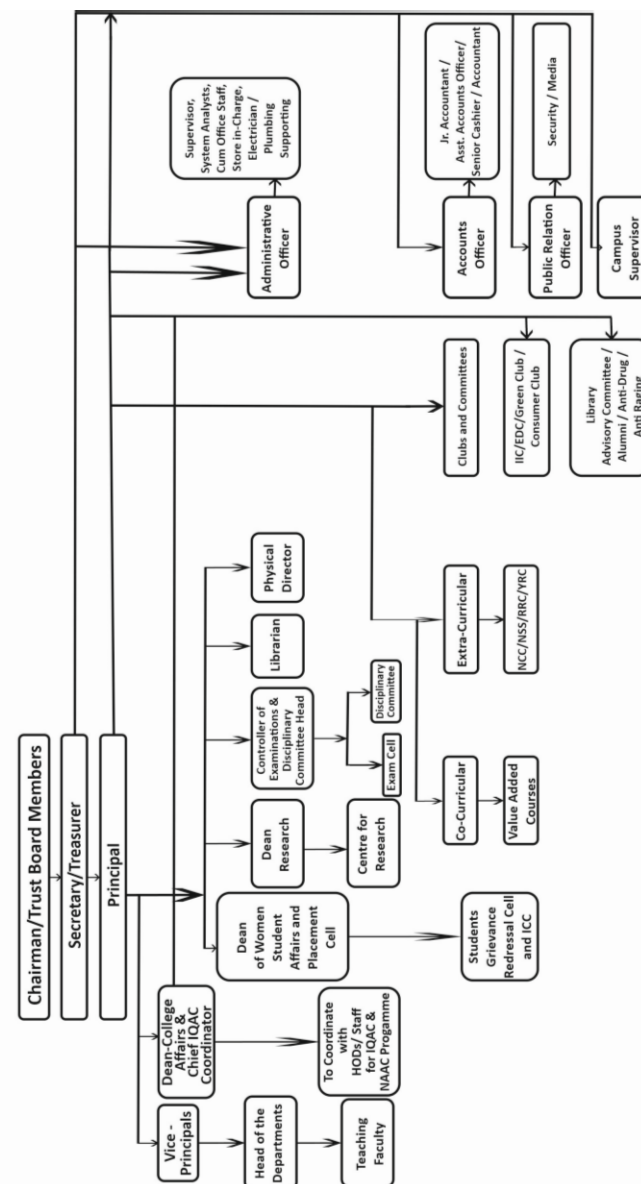 Chairman/Trust Board Members
Secretary/Treasurer
Principal
Vice -
Principals
Head of the
Departments
Teaching
Faculty
Dean-College
Affairs &
Chief IQAC
Coordinator
To Coordinate
with
HODs/ Staff
for IQAC &
NAAC Progamme
Dean
of Women
Student
Affairs and
Placement
Cell
Students
Grievance
Redressal Cell
and ICC
Dean
Research
Centre for
Research
Controller of
Examinations &
Disciplinary
Committee Head
Exam Cell
Disciplinary
Committee
Librarian
Physical
Director
Co-Curricular
Value Added
Courses
Extra-Curricular
NCC/NSS/RRC/YRC
Clubs and Committees
IIC/EDC/Green Club /
Consumer Club
Library
Advisory Committee /
Alumni / Anti-Drug /
Anti Raging
Administrative
Officer
Supervisor,
System Analysts,
Cum Office Staff,
Store in-Charge,
Electrician /
Plumbing
Supporting
Accounts
Officer
Jr. Accountant /
Asst. Accounts Officer/
Senior Cashier / Accountant
Public Relation
Officer
Security / Media
Campus
Supervisor